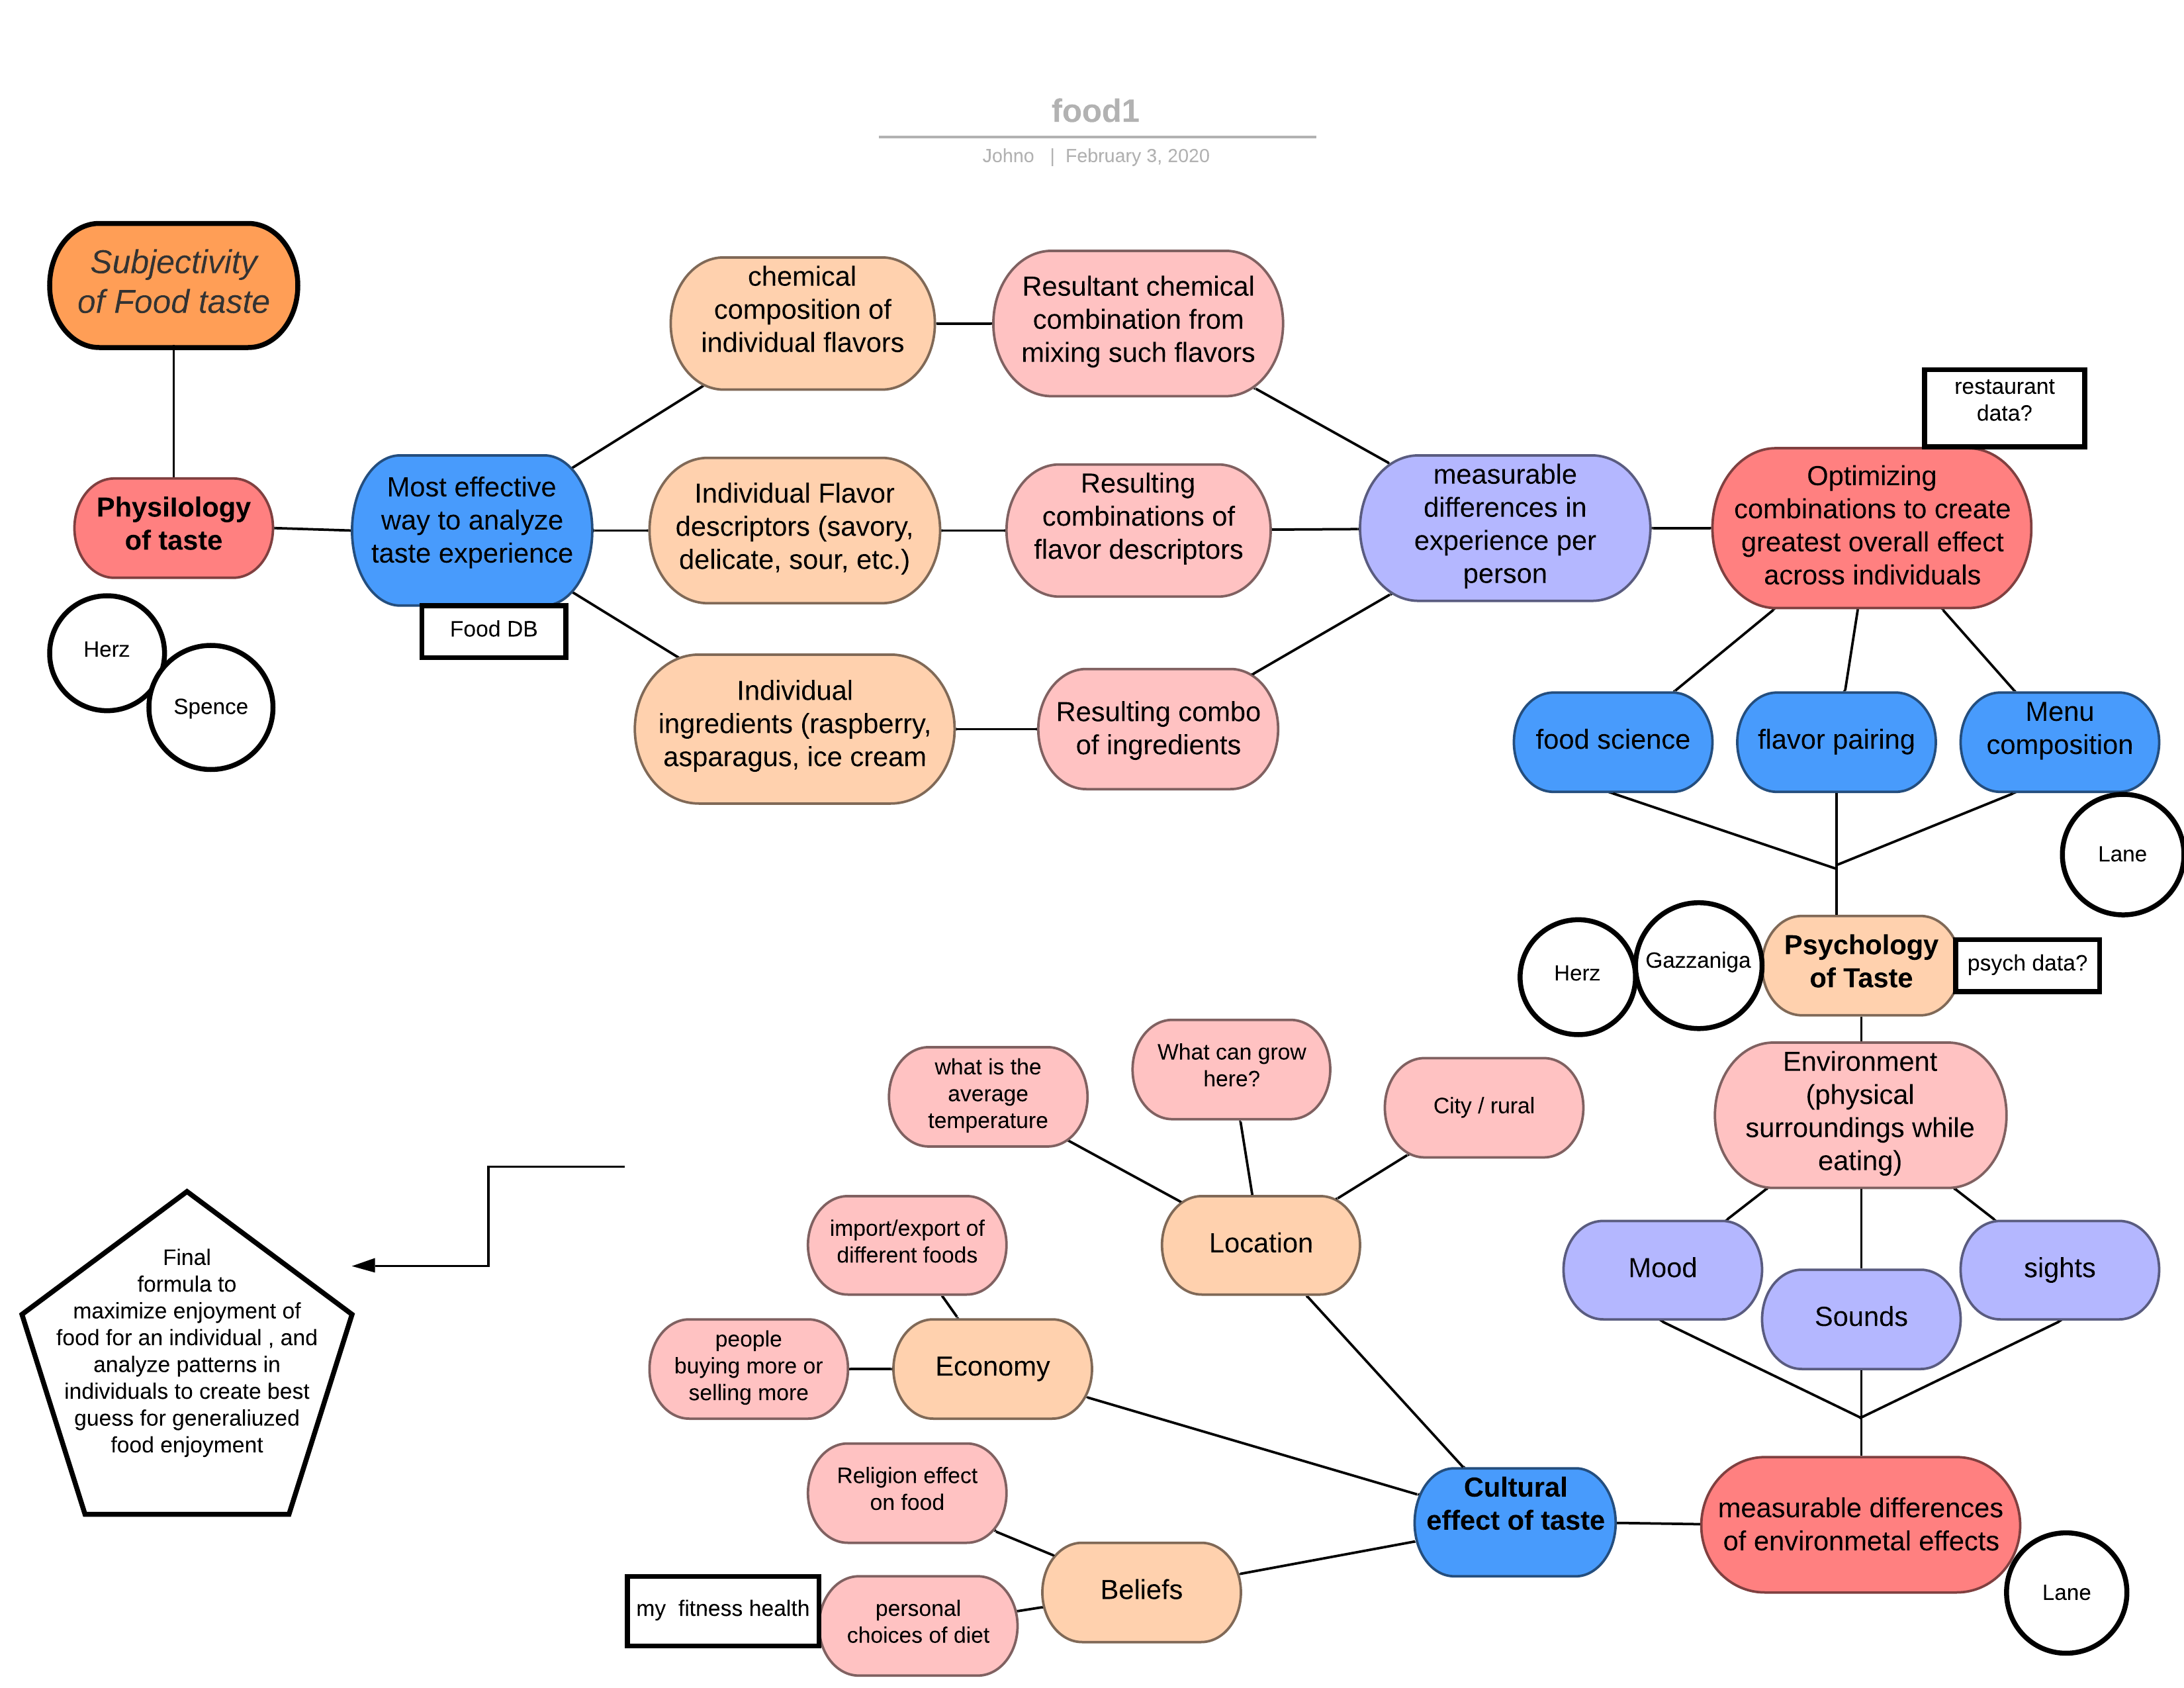 food1
Johno | February 3, 2020
Subjectivity
of Food taste
chemical
composition of
individual flavors
Resultant chemical
combination from
mixing such flavors
restaurant
data?
Physilology
of taste
Most effective
way to analyze
taste experience
Individual Flavor
descriptors (savory,
delicate, sour, etc.)
Resulting
combinations of
flavor descriptors
measurable
differences in
experience per
person
Optimizing
combinations to create
greatest overall effect
across individuals
Herz
Spence
Food DB
Individual
ingredients (raspberry,
asparagus, ice cream
Resulting combo
of ingredients
food science
flavor pairing
Menu
composition
Lane
Herz
Gazzaniga
Psychology
of Taste
psych data?
what is the
average
temperature
What can grow
here?
City / rural
Environment
(physical
surroundings while
eating)
import/export of
different foods
Location
Mood
Sounds
sights
Final
formula to
maximize enjoyment of
food for an individual , and
analyze patterns in
individuals to create best
guess for generaliuzed
food enjoyment
people
buying more or
selling more
Economy
Religion effect
on food
Cultural
effect of taste
measurable differences
of environmetal effects
Lane
my fitness health
personal
choices of diet
Beliefs